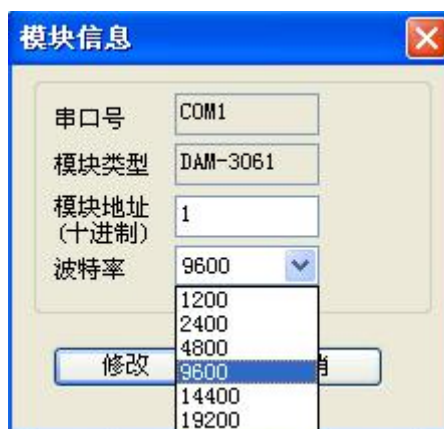 模块信息
串口号 COM1
模块类型 DAM-3061
模块地址 1
(十进制)
波特率 9600
1200
2400
4800
修改 9600 消
14400
19200